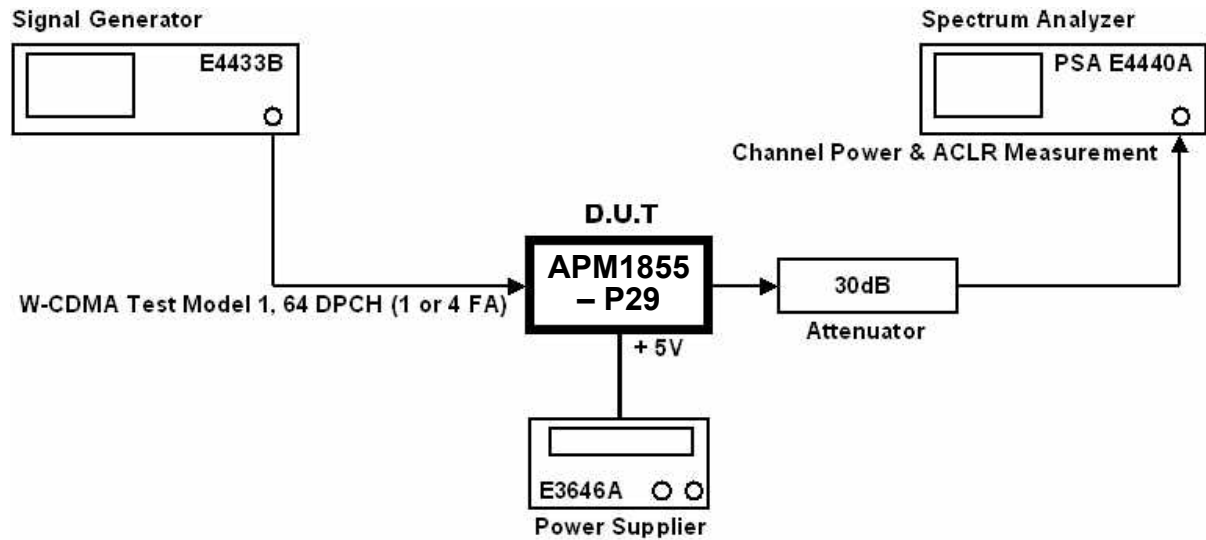 Signal Generator
E4433B
Spectrum Analyzer
PSA E4440A
Channel Power & ACLR Measurement
D.U.T
APM1855
– P29
W-CDMA Test Model 1, 64 DPCH (1 or 4 FA)
30dB
Attenuator
+ 5V
E3646A
Power Supplier